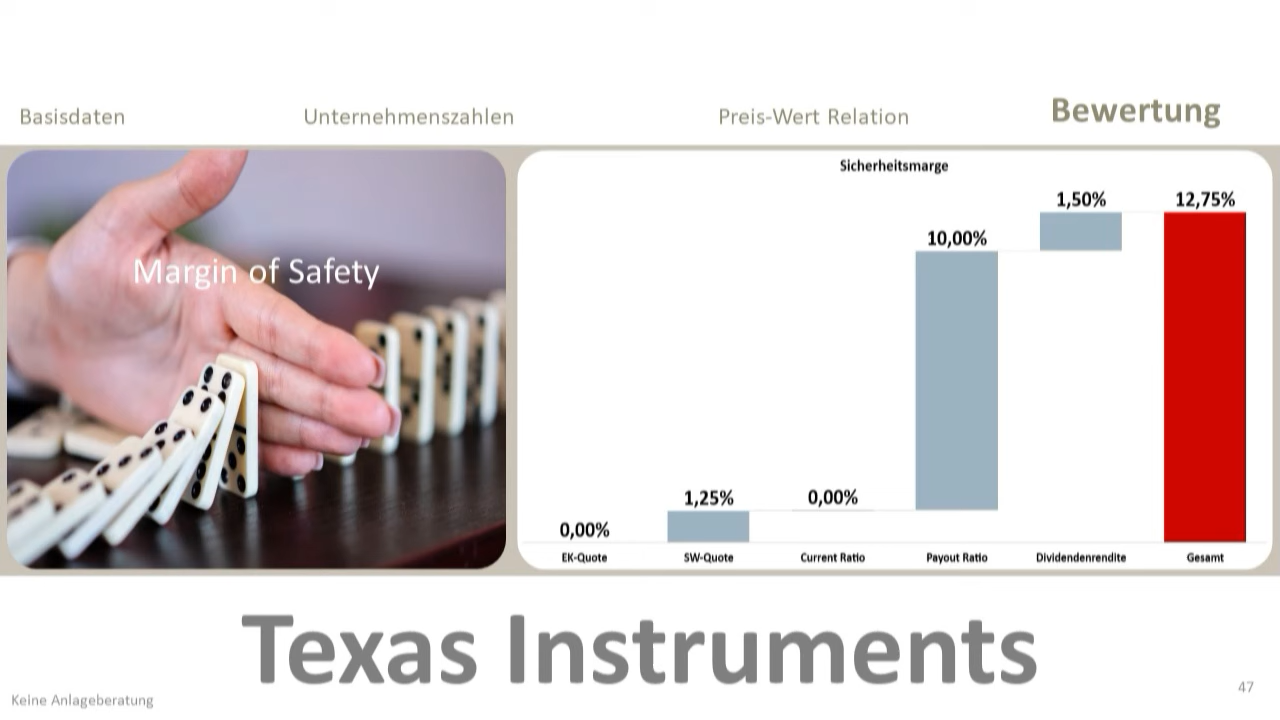 Basisdaten
Unternehmenszahlen
Preis-Wert Relation
Bewertung
Margin of Safety
Sicherheitsmarge
0,00%
1,25%
0,00%
10,00%
1,50%
12,75%
EK-Quote
SW-Quote
Current Ratio
Payout Ratio
Dividendenrendite
Gesamt
Texas Instruments
Keine Anlageberatung
47